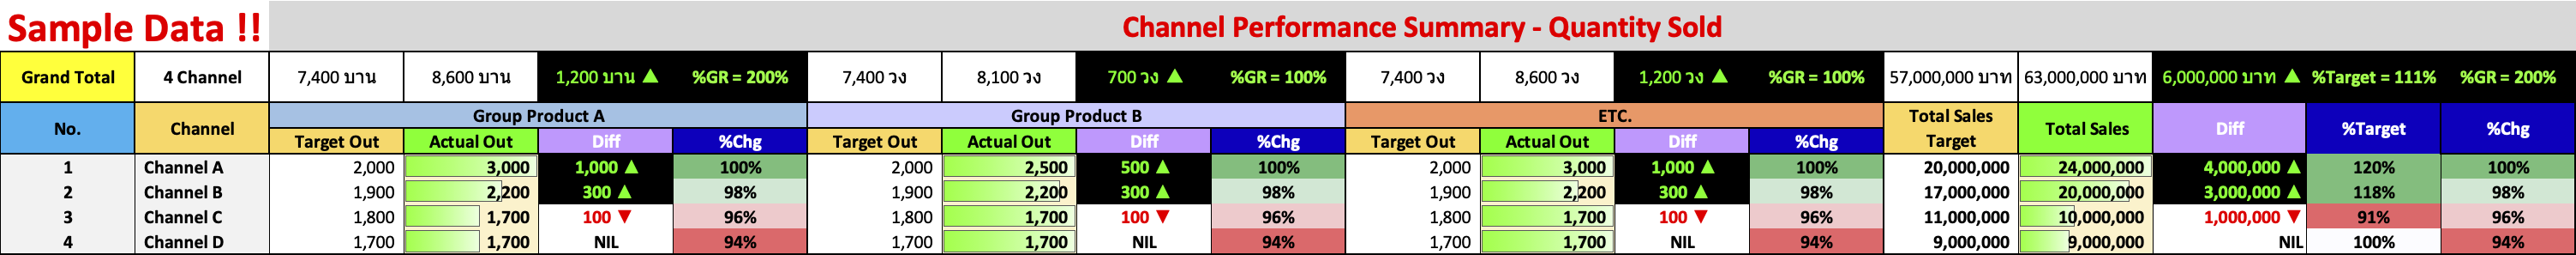 Sample Data !! Channel Performance Summary - Quantity Sold
Grand Total 4 Channel 7,400 บาน 8,600 บาน 1,200 บาน ▲ %GR = 200% 7,400 วง 8,100 วง 700 วง ▲ %GR = 100% 7,400 วง 8,600 วง 1,200 วง ▲ %GR = 100% 57,000,000 บาท 63,000,000 บาท 6,000,000 บาท ▲ %Target = 111% %GR = 200%
No. Channel Group Product A Group Product B ETC. Total Sales Target Total Sales Diff %Target %Chg
Target Out Actual Out Diff %Chg Target Out Actual Out Diff %Chg Target Out Actual Out Diff %Chg
1 Channel A 2,000 3,000 1,000 ▲ 100% 2,000 2,500 500 ▲ 100% 2,000 3,000 1,000 ▲ 100% 20,000,000 24,000,000 4,000,000 ▲ 120% 100%
2 Channel B 1,900 2,200 300 ▲ 98% 1,900 2,200 300 ▲ 98% 1,900 2,200 300 ▲ 98% 17,000,000 20,000,000 3,000,000 ▲ 118% 98%
3 Channel C 1,800 1,700 100 ▼ 96% 1,800 1,700 100 ▼ 96% 1,800 1,700 100 ▼ 96% 11,000,000 10,000,000 1,000,000 ▼ 91% 96%
4 Channel D 1,700 1,700 NIL 94% 1,700 1,700 NIL 94% 1,700 1,700 NIL 94% 9,000,000 9,000,000 NIL 100% 94%